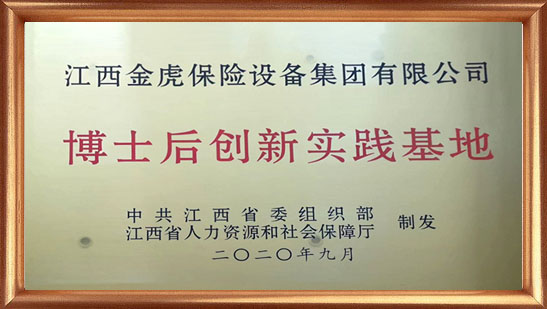 江西金虎保险设备集团有限公司
博士后创新实践基地
中共江西省委组织部
江西省人力资源和社会保障厅 制发
二〇二〇年九月